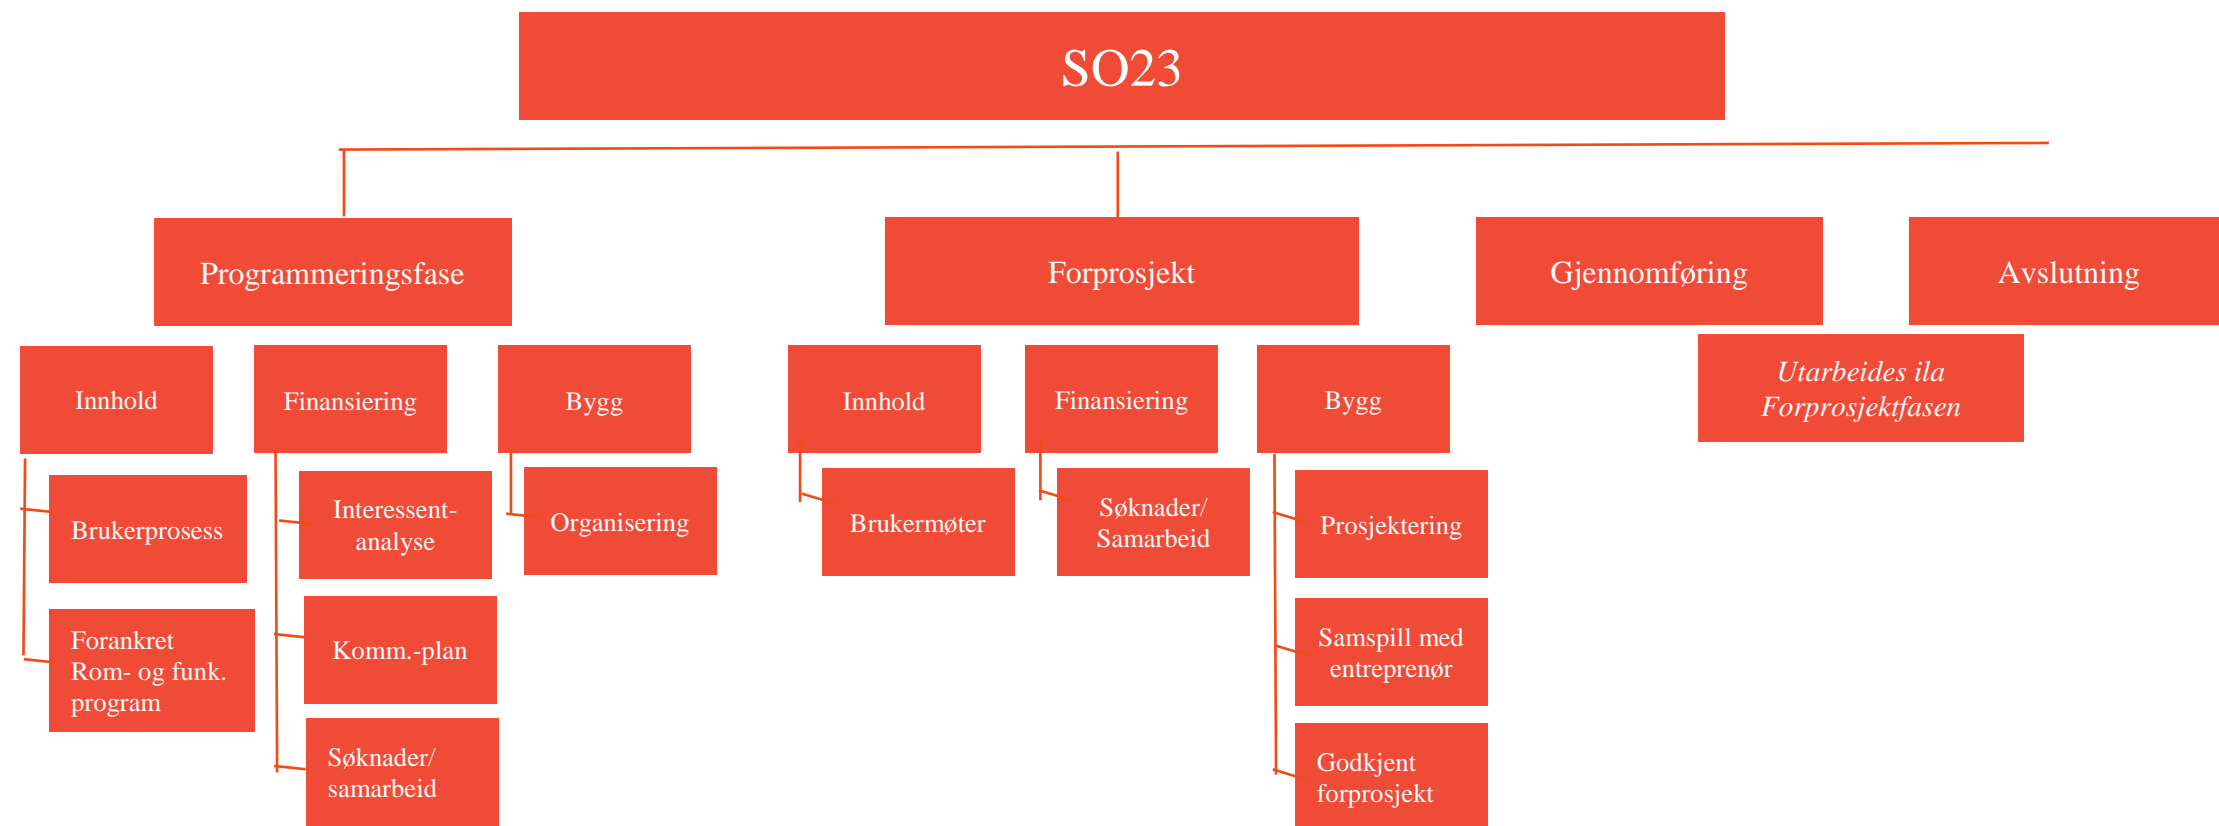 SO23
Programmeringsfase
Forprosjekt
Gjennomføring
Avslutning
Innhold
Finansiering
Bygg
Innhold
Finansiering
Bygg
Utarbeides ila
Forprosjektfasen
Brukerprosess
Forankret
Rom- og funk.
program
Interessent-
analyse
Komm.-plan
Søknader/
samarbeid
Organisering
Brukermøter
Søknader/
Samarbeid
Prosjektering
Samspill med
entreprenør
Godkjent
forprosjekt